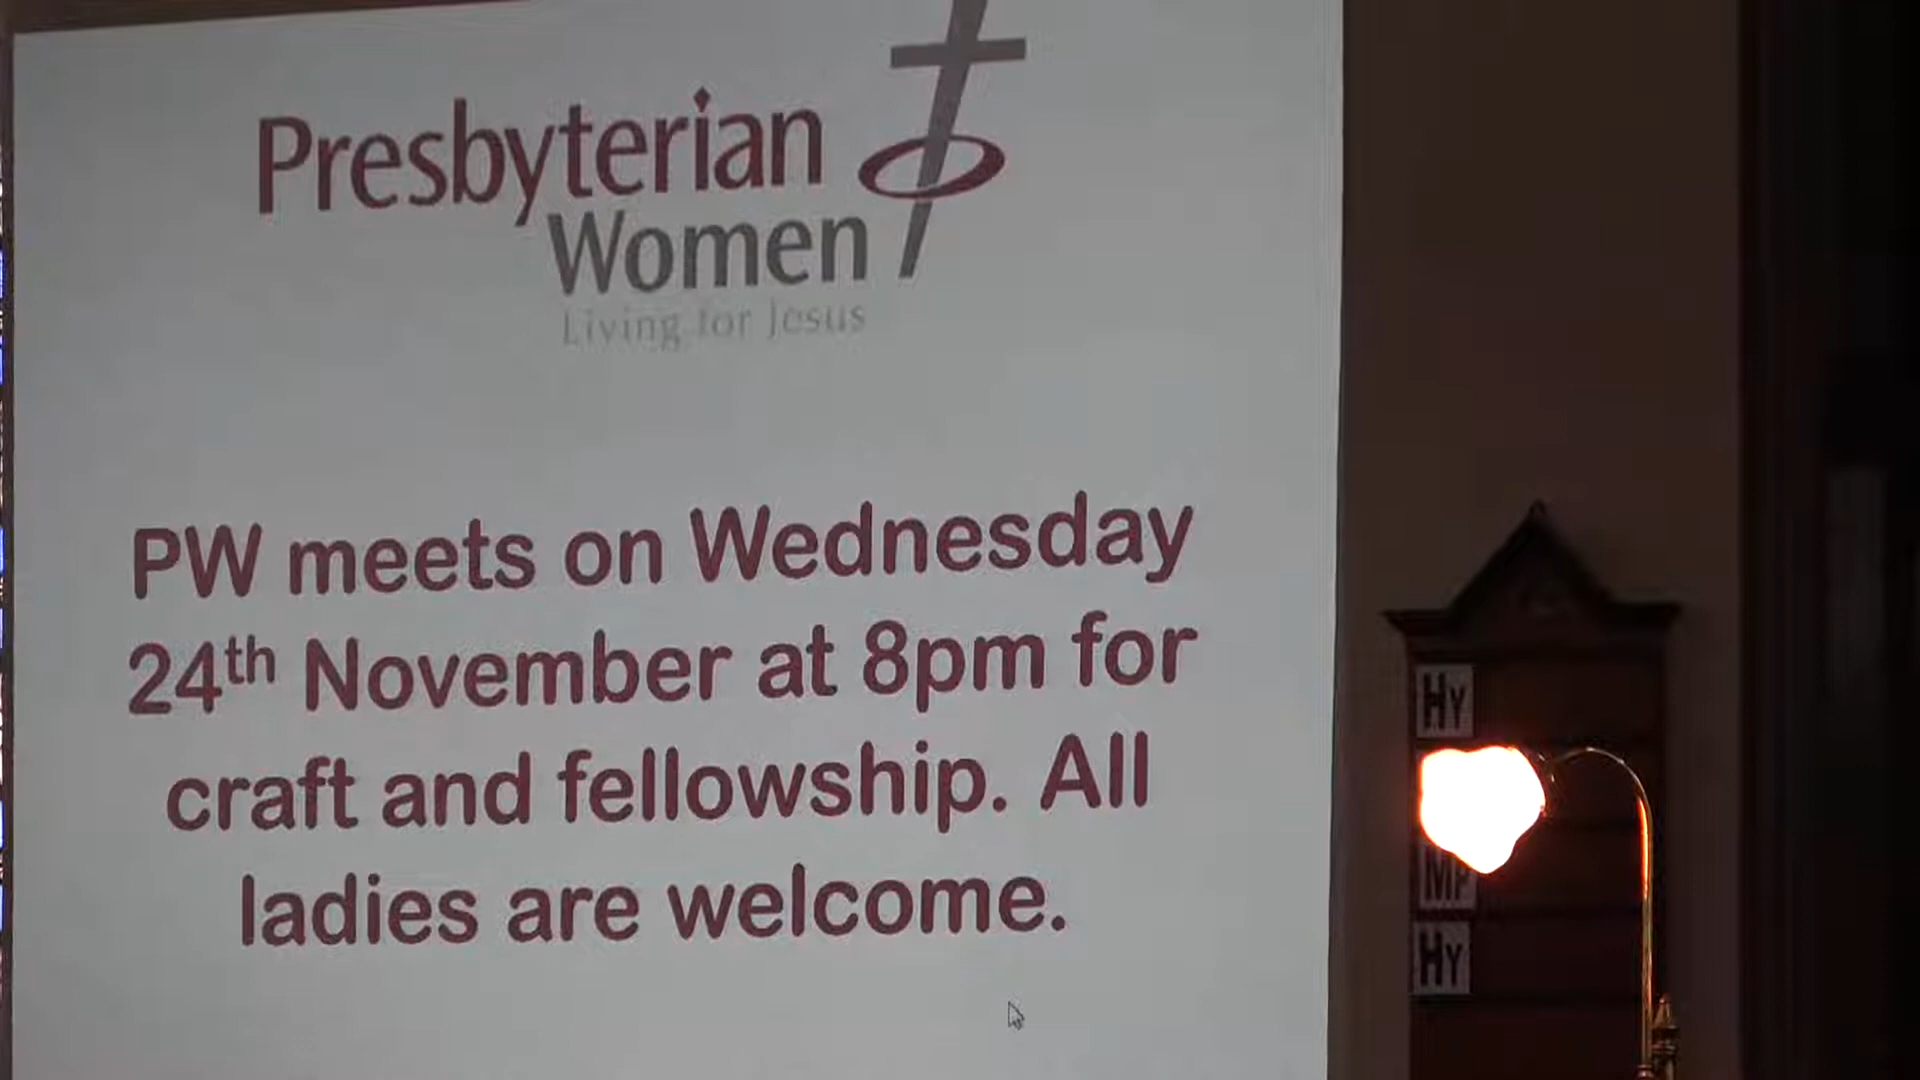 Presbyterian
Women
Living for Jesus
PW meets on Wednesday
24th November at 8pm for
craft and fellowship. All
ladies are welcome.
HY
MP
HY